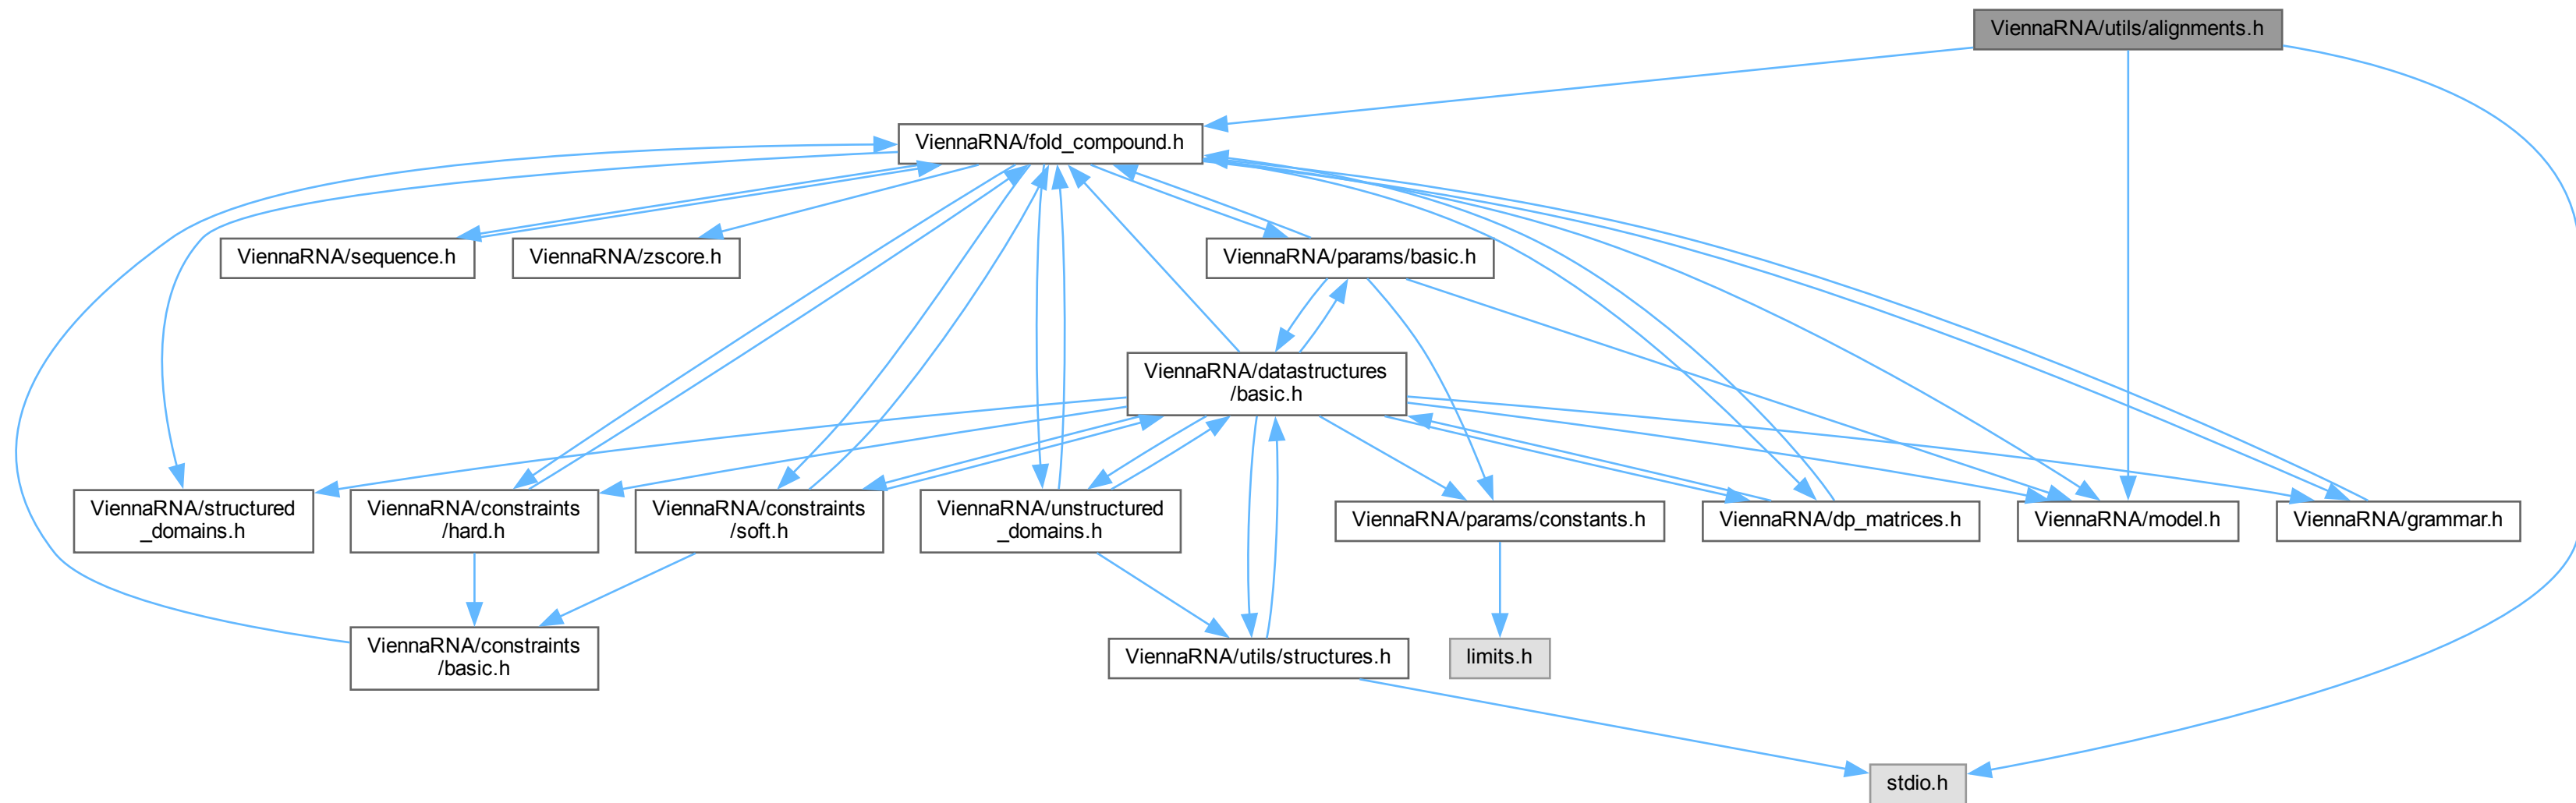 ViennaRNA/utils/alignments.h
ViennaRNA/fold_compound.h
ViennaRNA/sequence.h
ViennaRNA/zscore.h
ViennaRNA/params/basic.h
ViennaRNA/datastructures
/basic.h
ViennaRNA/structured
_domains.h
ViennaRNA/constraints
/hard.h
ViennaRNA/constraints
/soft.h
ViennaRNA/unstructured
_domains.h
ViennaRNA/params/constants.h
ViennaRNA/dp_matrices.h
ViennaRNA/model.h
ViennaRNA/grammar.h
ViennaRNA/constraints
/basic.h
ViennaRNA/utils/structures.h
limits.h
stdio.h